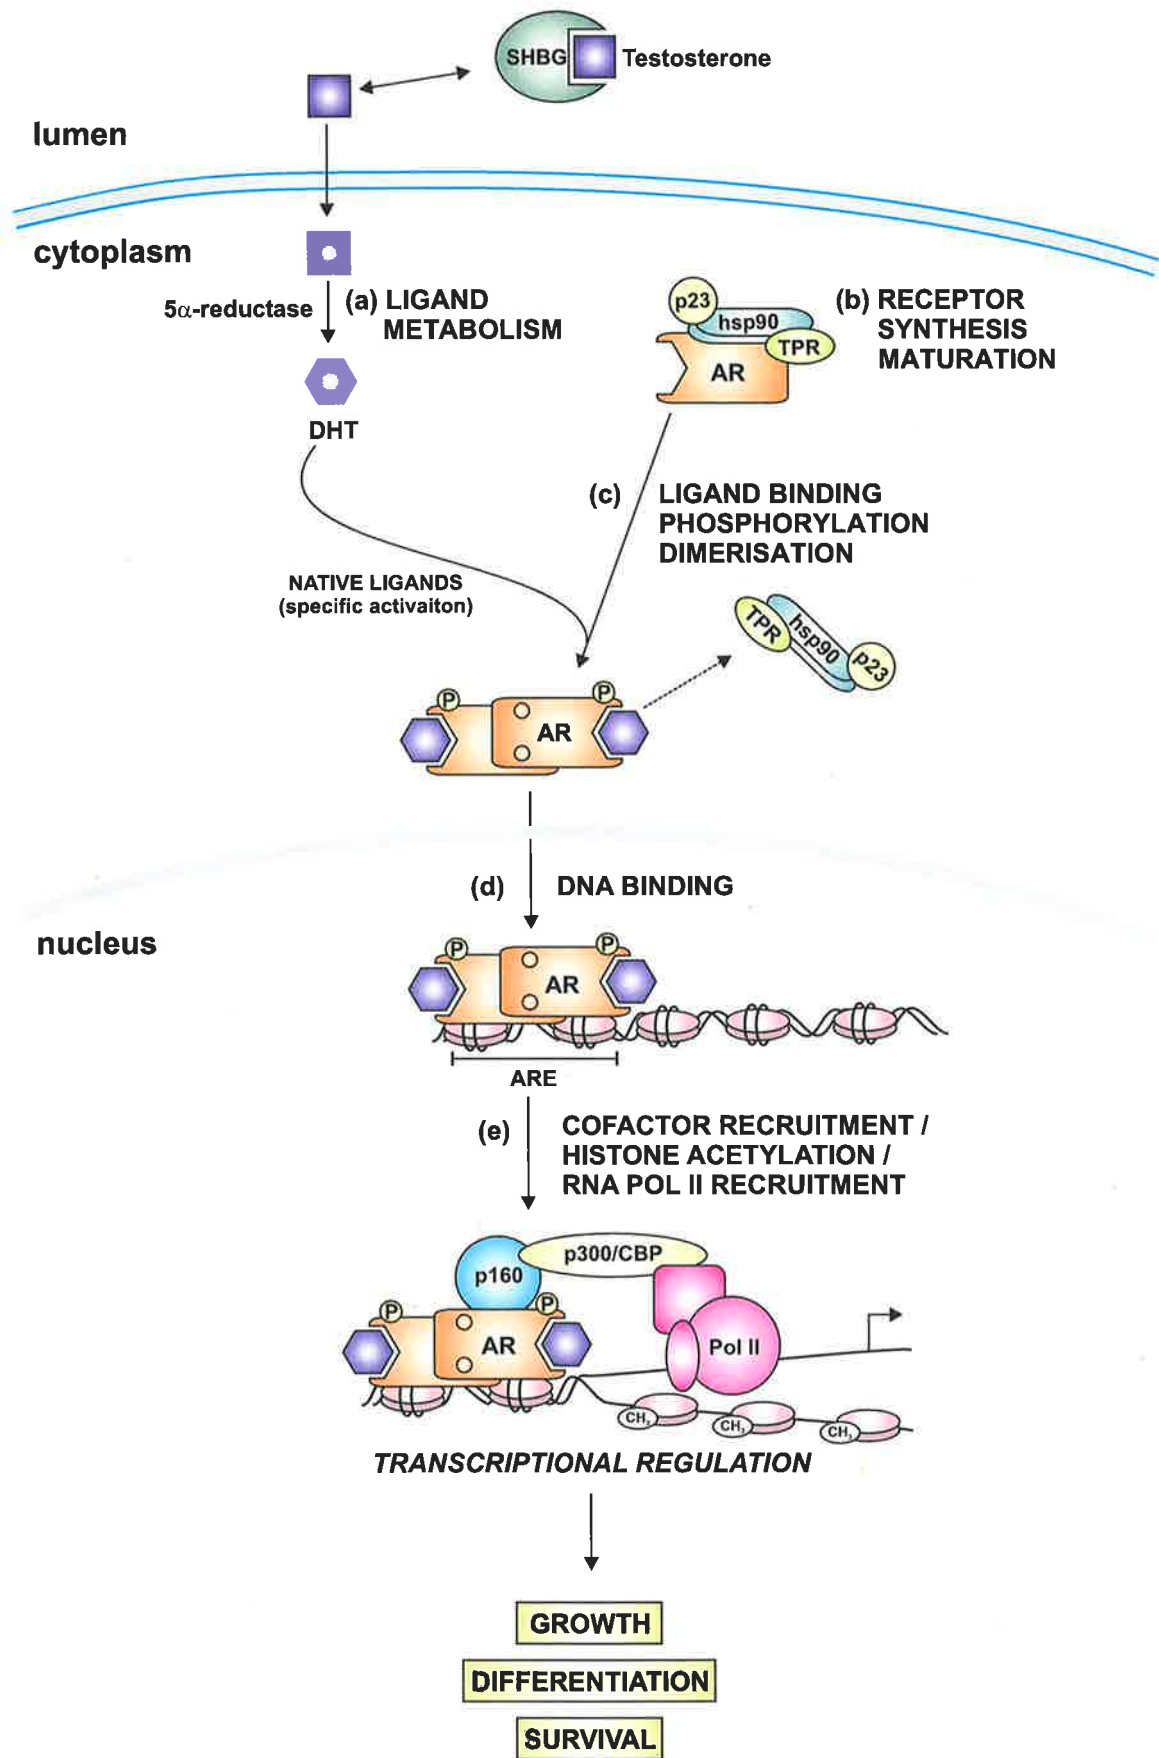 SHBG
Testosterone
lumen
cytoplasm
5α-reductase
(a) LIGAND
METABOLISM
DHT
p23
hsp90
TPR
AR
(b) RECEPTOR
SYNTHESIS
MATURATION
(c) LIGAND BINDING
PHOSPHORYLATION
DIMERISATION
NATIVE LIGANDS
(specific activaiton)
TPR
hsp90
p23
P
P
AR
(d) DNA BINDING
nucleus
P
P
AR
ARE
(e) COFACTOR RECRUITMENT /
HISTONE ACETYLATION /
RNA POL II RECRUITMENT
p160
p300/CBP
P
P
AR
Pol II
CH₃
CH₃
CH₃
TRANSCRIPTIONAL REGULATION
GROWTH
DIFFERENTIATION
SURVIVAL